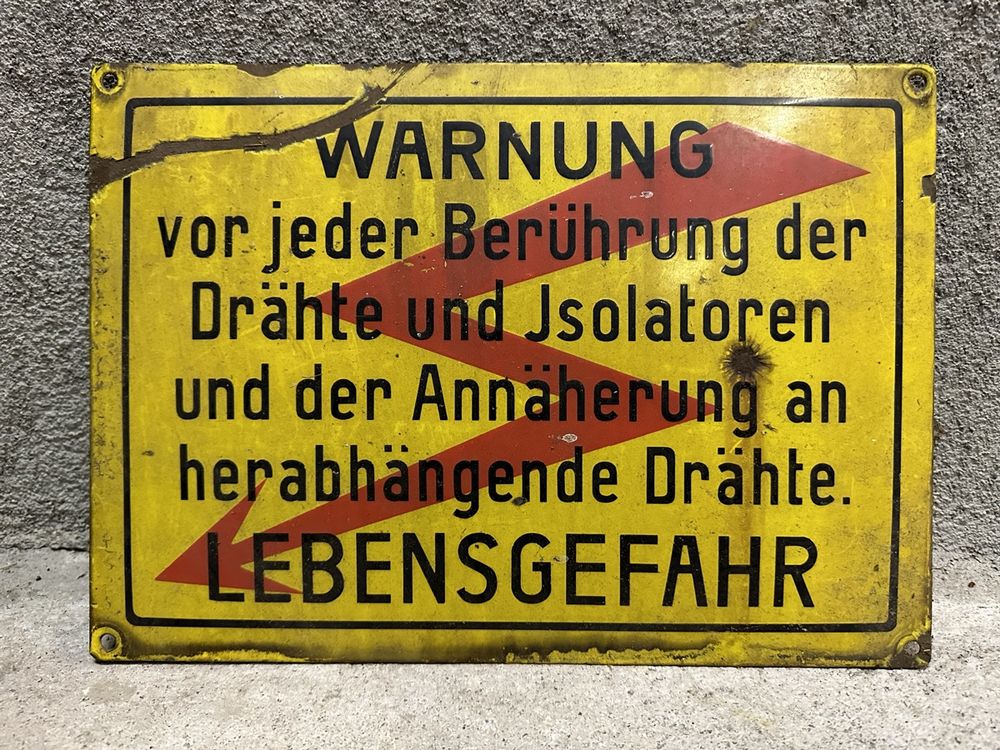 WARNUNG
vor jeder Berührung der
Drähte und Jsolatoren
und der Annäherung an
herabhängende Drähte.
LEBENSGEFAHR